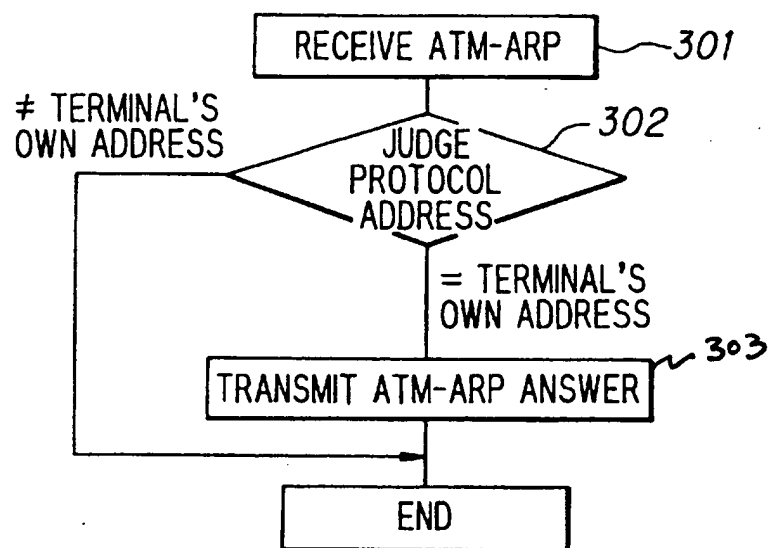 RECEIVE ATM-ARP
301
≠ TERMINAL'S
OWN ADDRESS
302
JUDGE
PROTOCOL
ADDRESS
= TERMINAL'S
OWN ADDRESS
303
TRANSMIT ATM-ARP ANSWER
END